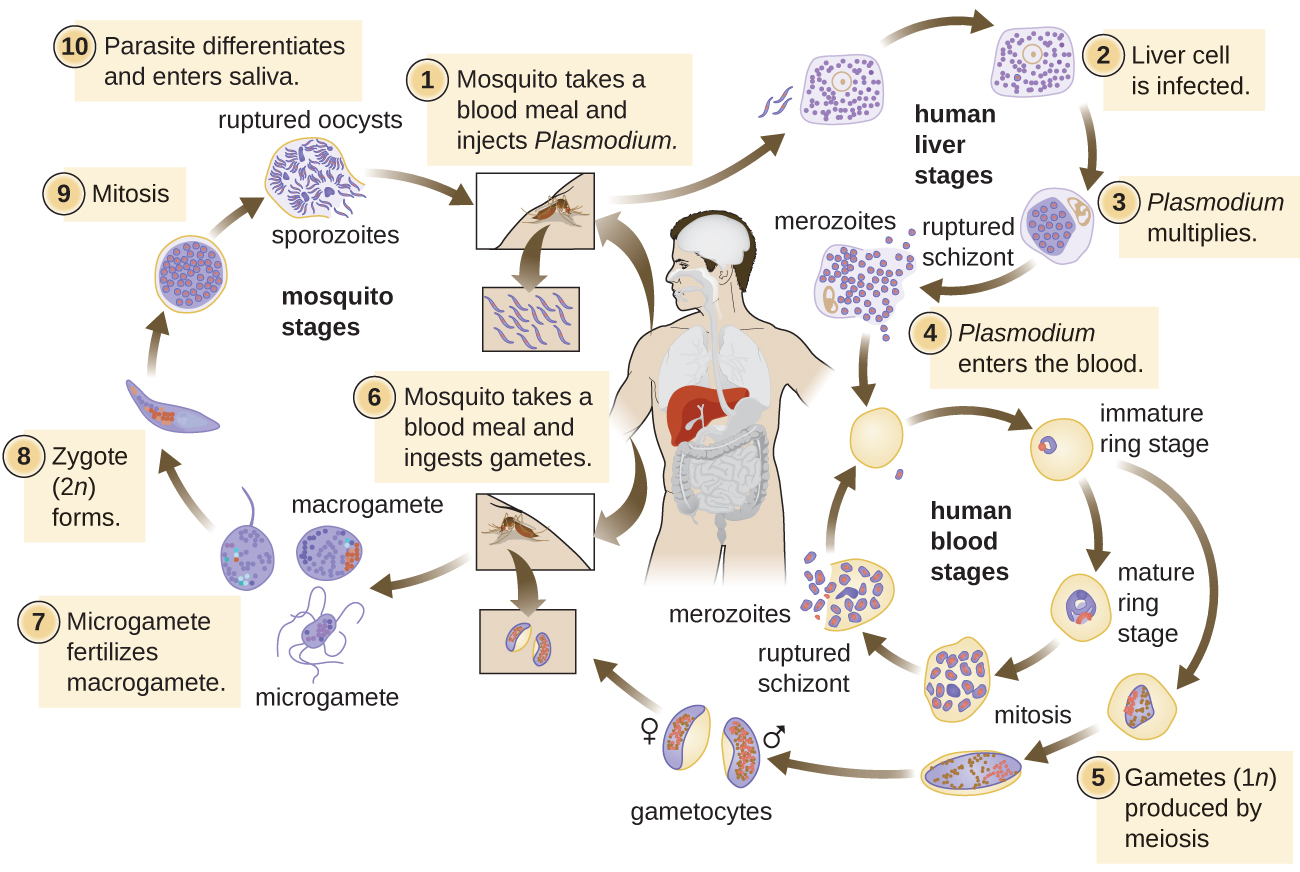 10 Parasite differentiates
and enters saliva.
ruptured oocysts
sporozoites
1 Mosquito takes a
blood meal and
injects Plasmodium.
2 Liver cell
is infected.
human
liver
stages
3 Plasmodium
multiplies.
merozoites
ruptured
schizont
4 Plasmodium
enters the blood.
9 Mitosis
mosquito
stages
6 Mosquito takes a
blood meal and
ingests gametes.
immature
ring stage
human
blood
stages
mature
ring
stage
8 Zygote
(2n)
forms.
macrogamete
7 Microgamete
fertilizes
macrogamete.
microgamete
merozoites
ruptured
schizont
mitosis
♀
♂
gametocytes
5 Gametes (1n)
produced by
meiosis